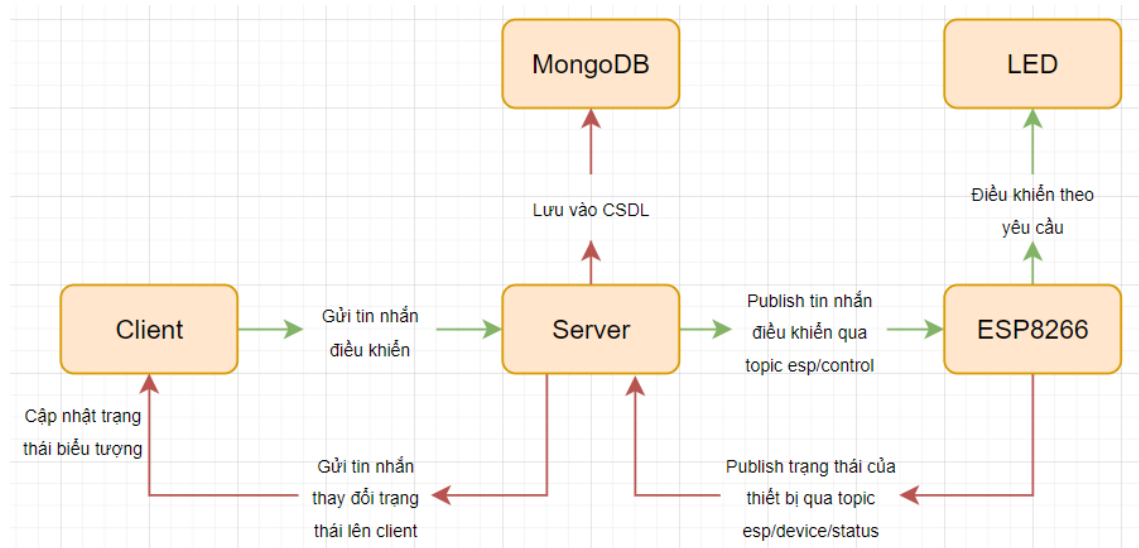 MongoDB
LED
Lưu vào CSDL
Điều khiển theo
yêu cầu
Client
Gửi tin nhắn
điều khiển
Server
Publish tin nhắn
điều khiển qua
topic esp/control
ESP8266
Cập nhật trạng
thái biểu tượng
Gửi tin nhắn
thay đổi trạng
thái lên client
Publish trạng thái của
thiết bị qua topic
esp/device/status